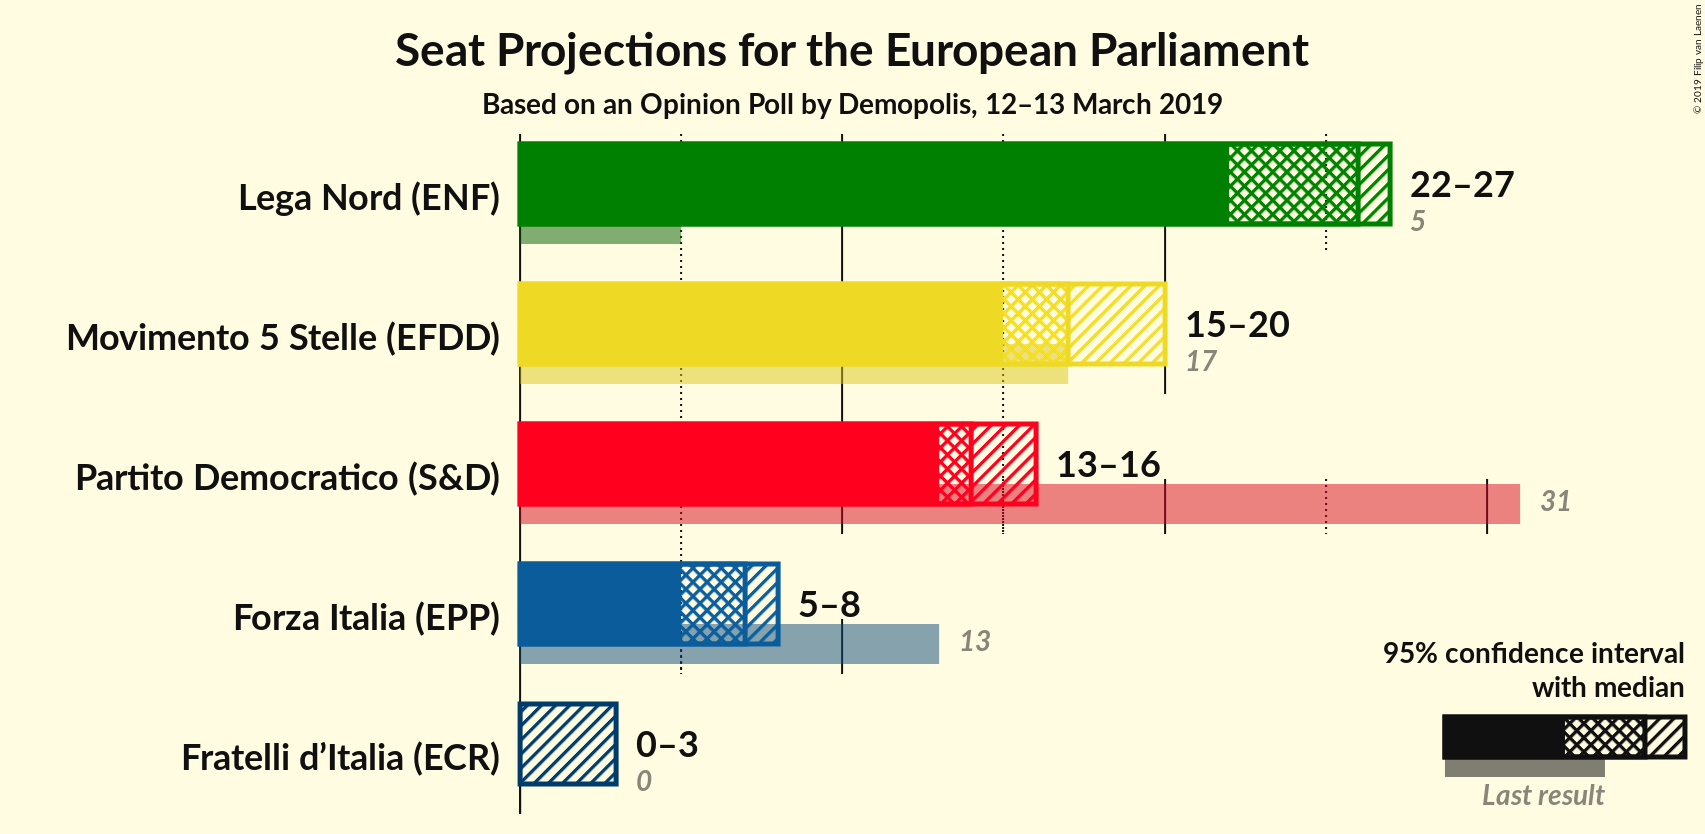 Seat Projections for the European Parliament
Based on an Opinion Poll by Demopolis, 12–13 March 2019
© 2019 Filip van Laenen
Lega Nord (ENF)
22–27
5
Movimento 5 Stelle (EFDD)
15–20
17
Partito Democratico (S&D)
13–16
31
Forza Italia (EPP)
5–8
13
Fratelli d’Italia (ECR)
0–3
0
95% confidence interval
with median
Last result